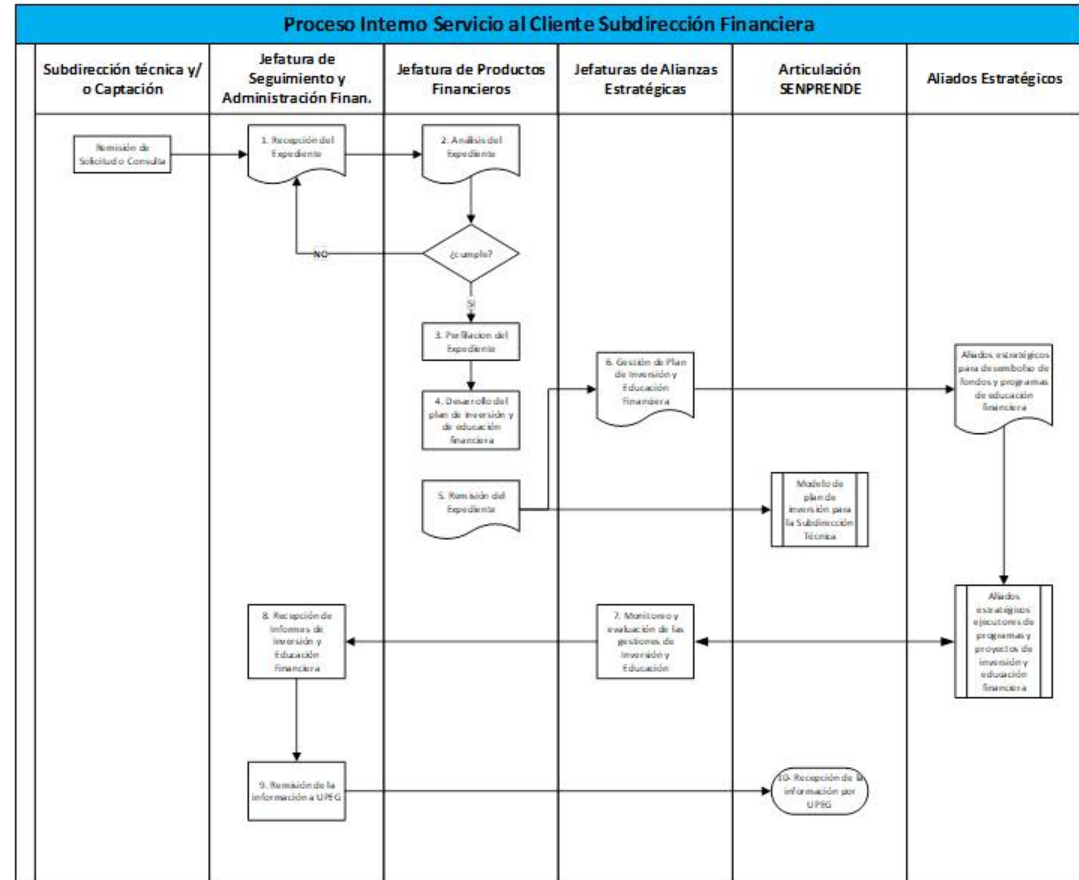 Proceso Interno Servicio al Cliente Subdirección Financiera
Subdirección técnica y/
o Captación
Jefatura de
Seguimiento y
Administración Finan.
Jefatura de Productos
Financieros
Jefaturas de Alianzas
Estratégicas
Articulación
SENPRENDE
Aliados Estratégicos
Remisión de
Solicitud o Consulta
1. Recepción del
Expediente
2. Análisis del
Expediente
¿cumple?
NO
SI
3. Perfilacion del
Expediente
4. Desarrollo del
plan de inversión y
de educación
financiera
5. Remisión del
Expediente
6. Gestión de Plan
de Inversión y
Educación
Financiera
Aliados estratégicos
para desembolso de
fondos y programas
de educación
financiera
Modelo de
plan de
inversión para
la Subdirección
Técnica
8. Recepción de
Informes de
Inversión y
Educación
Financiera
7. Monitoreo y
evaluación de las
gestiones de
Inversión y
Educación
Aliados
estratégicos
ejecutores de
programas y
proyectos de
inversión y
educación
financiera
9. Remisión de la
información a UPEG
10- Recepción de la
información por
UPEG